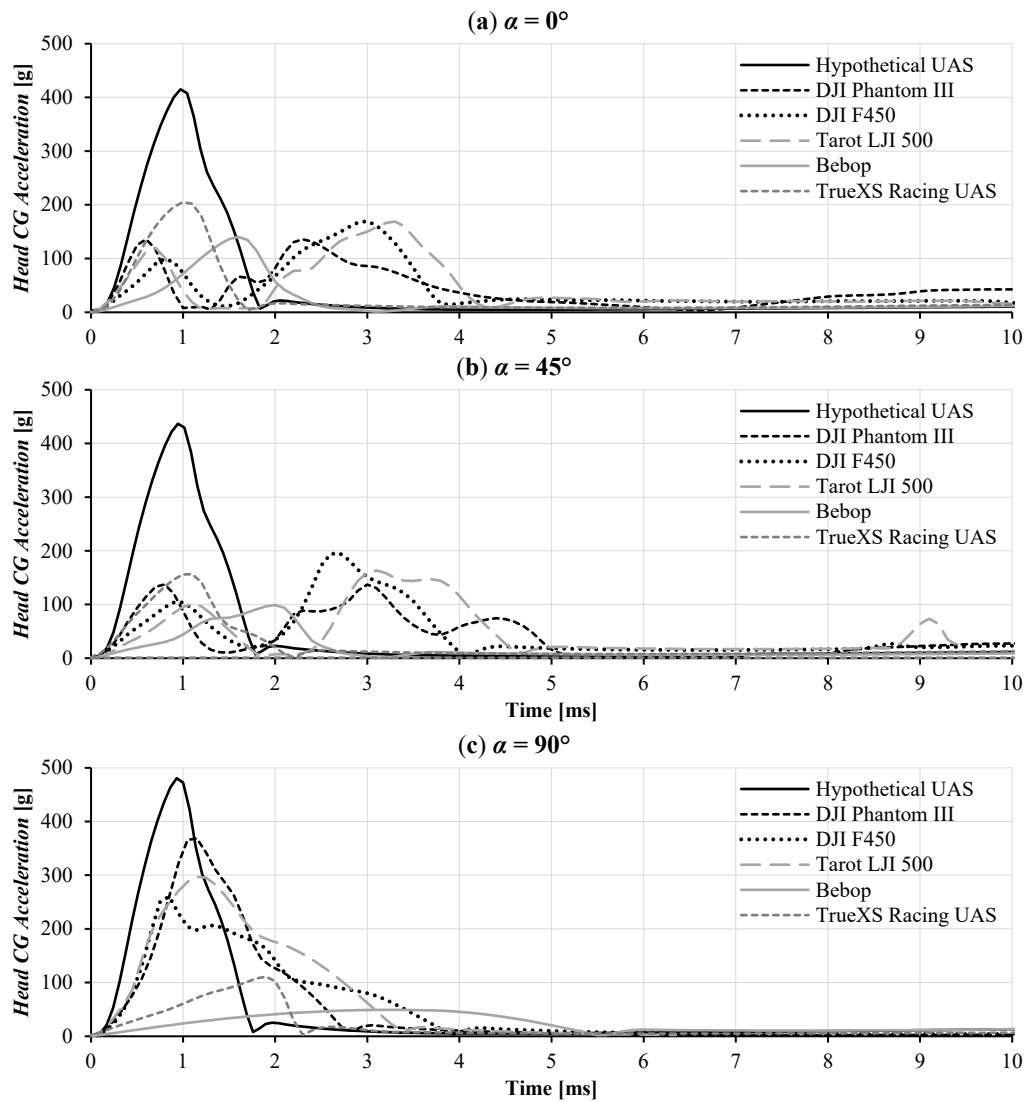 (a) α = 0°
Head CG Acceleration [g]
500
400
300
200
100
0
Hypothetical UAS
DJI Phantom III
DJI F450
Tarot LJI 500
Bebop
TrueXS Racing UAS
0 1 2 3 4 5 6 7 8 9 10
(b) α = 45°
Head CG Acceleration [g]
500
400
300
200
100
0
Hypothetical UAS
DJI Phantom III
DJI F450
Tarot LJI 500
Bebop
TrueXS Racing UAS
0 1 2 3 4 5 6 7 8 9 10
Time [ms]
(c) α = 90°
Head CG Acceleration [g]
500
400
300
200
100
0
Hypothetical UAS
DJI Phantom III
DJI F450
Tarot LJI 500
Bebop
TrueXS Racing UAS
0 1 2 3 4 5 6 7 8 9 10
Time [ms]